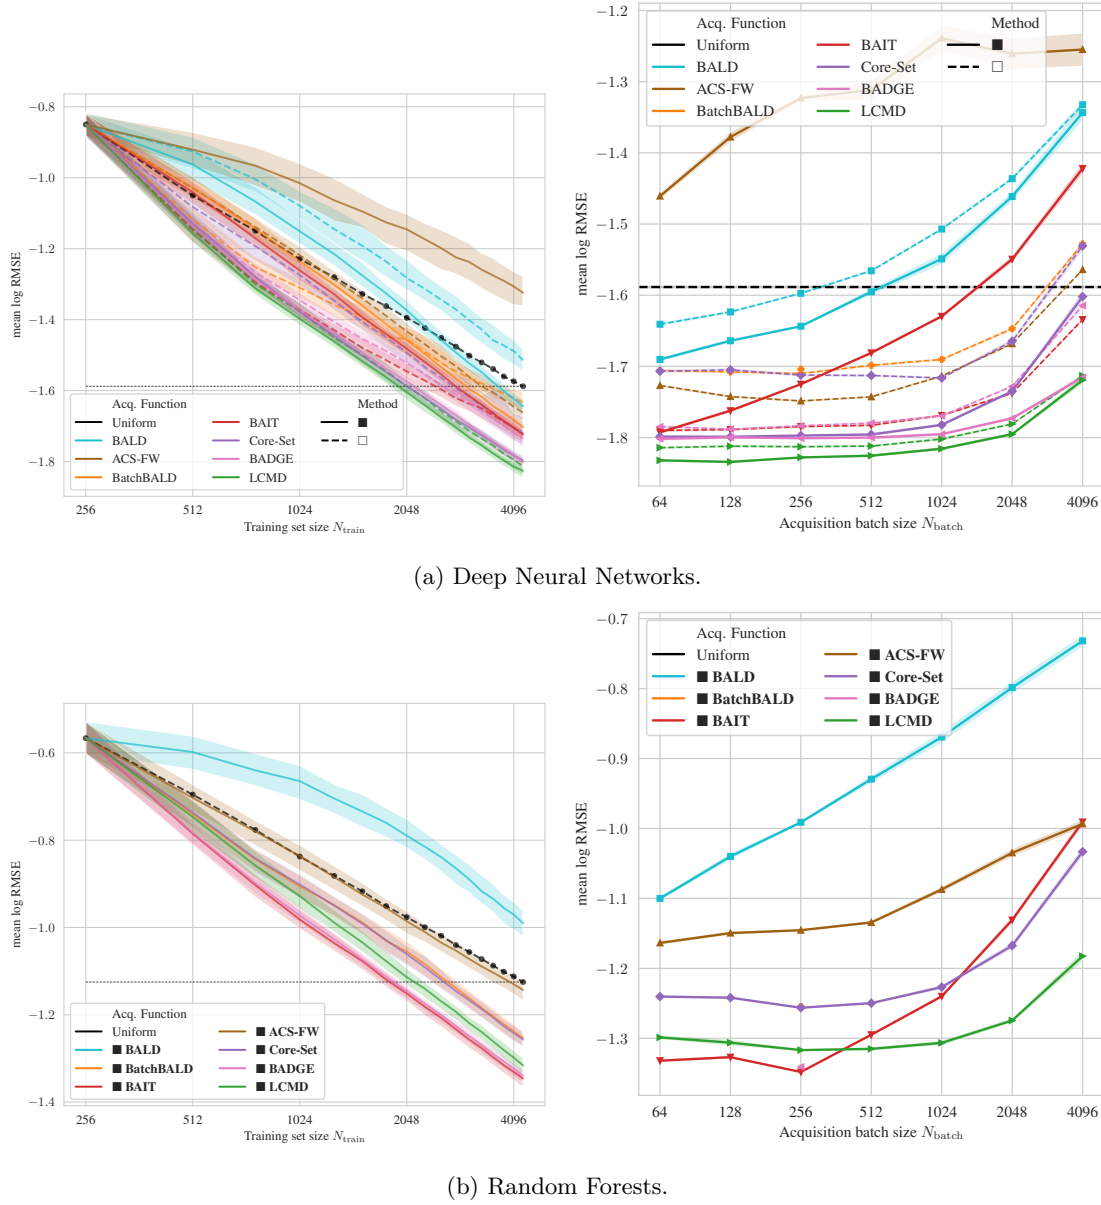 −0.8
−1.0
−1.2
−1.4
−1.6
−1.8
mean log RMSE
256
512
1024
2048
4096
Training set size N_train
Acq. Function
Uniform
BALD
ACS-FW
BatchBALD
BAIT
Core-Set
BADGE
LCMD
Method
■
□
−1.2
−1.3
−1.4
−1.5
−1.6
−1.7
−1.8
mean log RMSE
64
128
256
512
1024
2048
4096
Acquisition batch size N_batch
Acq. Function
Uniform
BALD
ACS-FW
BatchBALD
BAIT
Core-Set
BADGE
LCMD
Method
■
□
(a) Deep Neural Networks.
−0.6
−0.8
−1.0
−1.2
−1.4
mean log RMSE
256
512
1024
2048
4096
Training set size N_train
Acq. Function
Uniform
■ BALD
■ BatchBALD
■ BAIT
■ ACS-FW
■ Core-Set
■ BADGE
■ LCMD
−0.7
−0.8
−0.9
−1.0
−1.1
−1.2
−1.3
mean log RMSE
64
128
256
512
1024
2048
4096
Acquisition batch size N_batch
Acq. Function
Uniform
■ BALD
■ BatchBALD
■ BAIT
■ ACS-FW
■ Core-Set
■ BADGE
■ LCMD
(b) Random Forests.